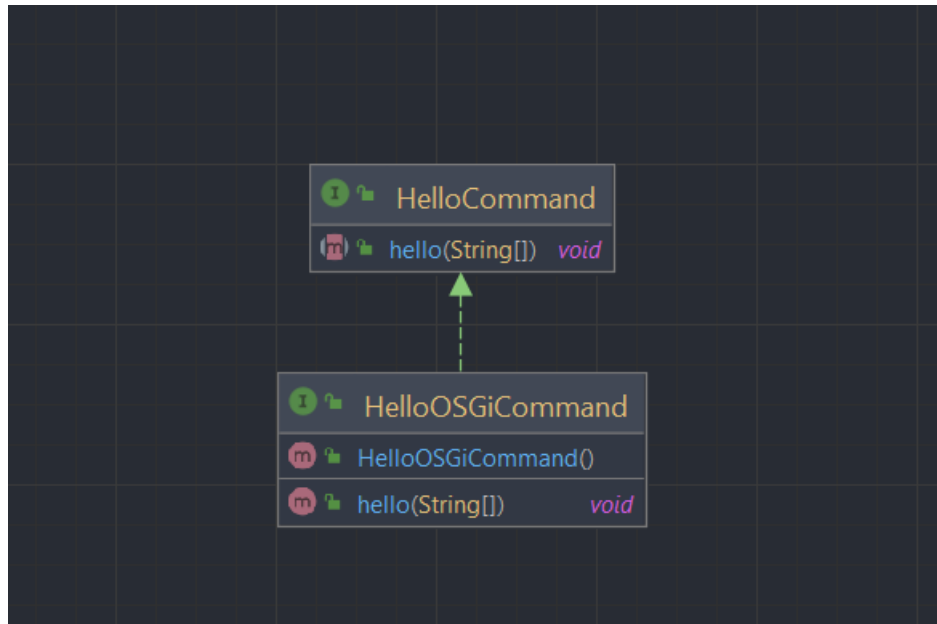 HelloCommand
hello(String[]) void
HelloOSGiCommand
HelloOSGiCommand()
hello(String[]) void